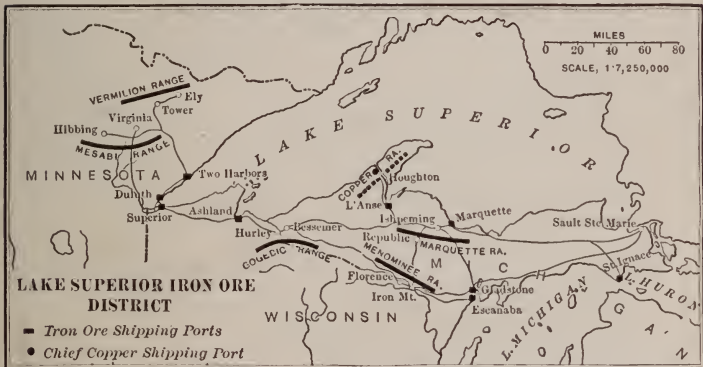 MILES
0 20 40 60 80
SCALE, 1:7,250,000
VERMILION RANGE
Ely
Tower
Virginia
Hibbing
MESABI RANGE
MINNESOTA
Two Harbors
Duluth
Superior
LAKE SUPERIOR
COPPER RA.
Houghton
L'Anse
Ashland
Hurley
Bessemer
GOGEBIC RANGE
Ishpeming
Marquette
Republic
MARQUETTE RA.
Sault Ste. Marie
MENOMINEE RA.
Florence
Iron Mt.
Gladstone
Escanaba
St. Ignace
L. HURON
L. MICHIGAN
M I C H I G A N
WISCONSIN
LAKE SUPERIOR IRON ORE
DISTRICT
Iron Ore Shipping Ports
Chief Copper Shipping Port